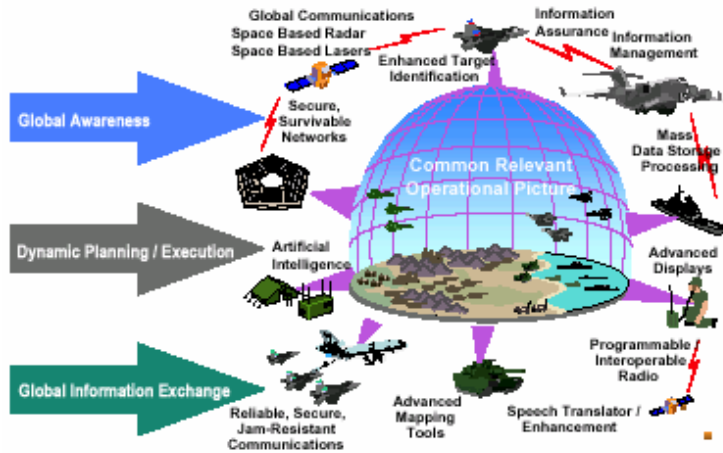 Global Communications
Space Based Radar
Space Based Lasers
Information
Assurance
Information
Management
Enhanced Target
Identification
Global Awareness
Secure,
Survivable
Networks
Mass
Data Storage
Processing
Common Relevant
Operational Picture
Dynamic Planning / Execution
Artificial
Intelligence
Advanced
Displays
Programmable /
Interoperable
Radio
Global Information Exchange
Reliable, Secure,
Jam-Resistant
Communications
Advanced
Mapping
Tools
Speech Translator /
Enhancement